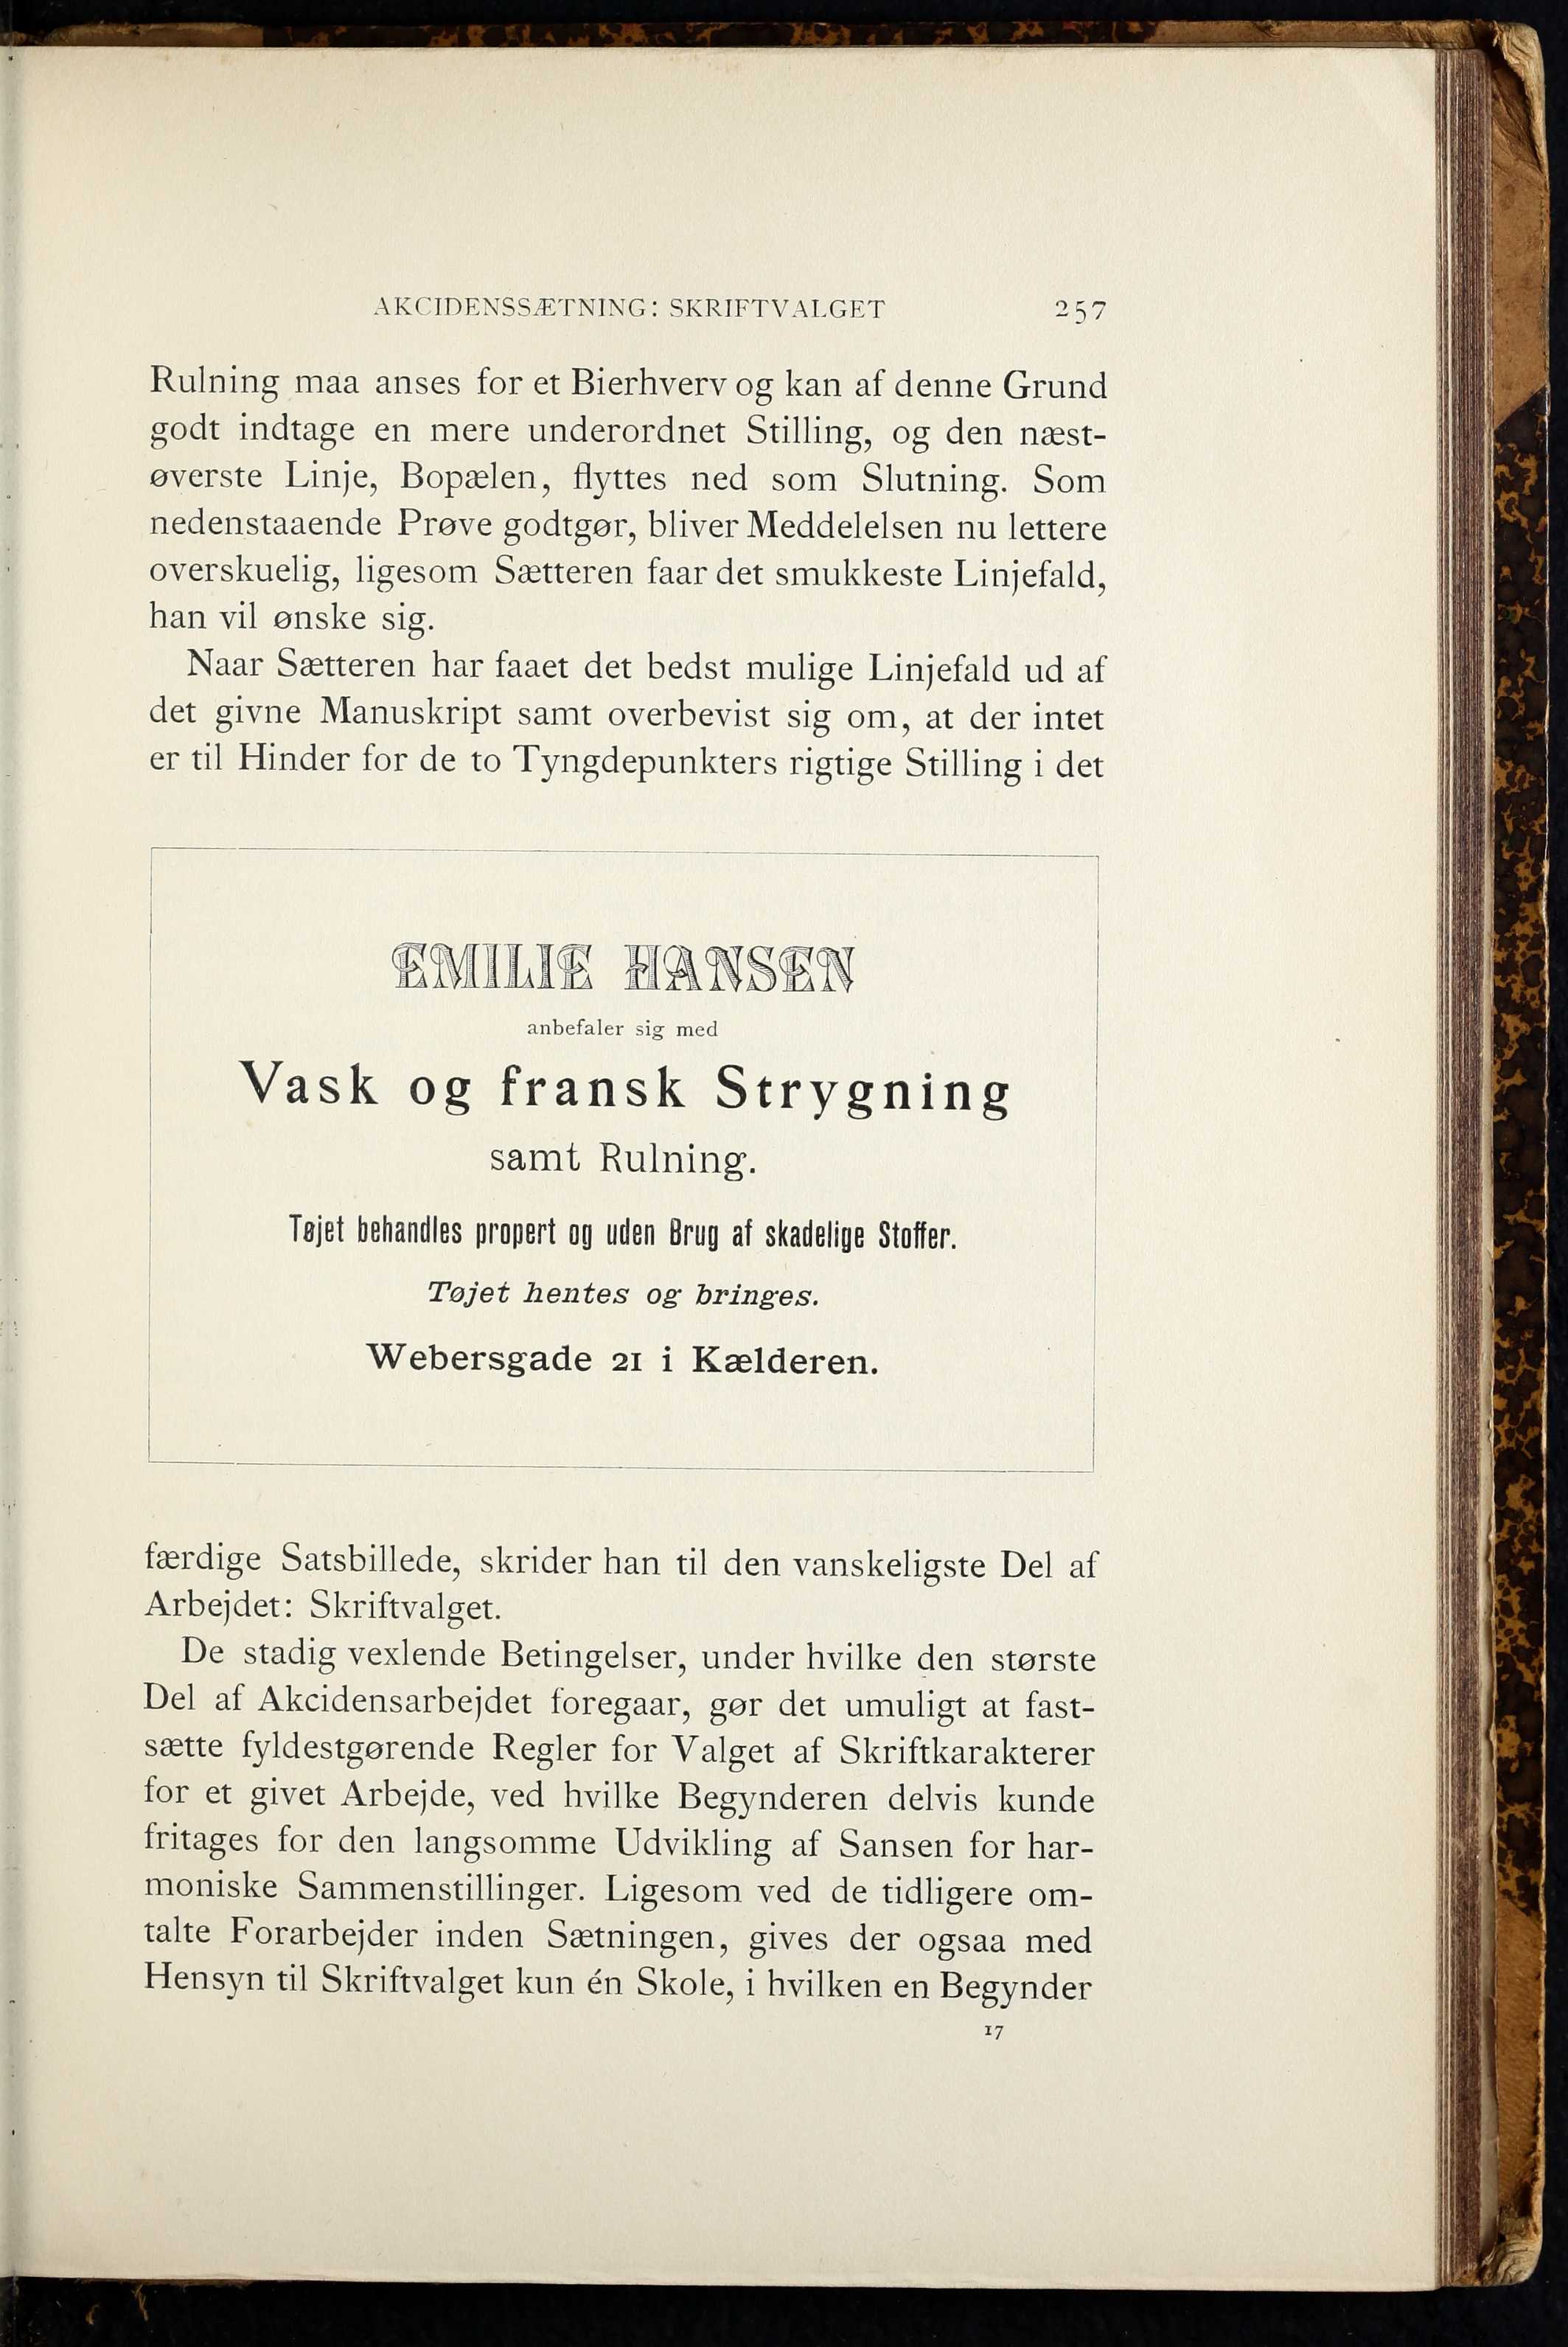 AKCIDENSSÆTNING: SKRIFTVALGET 257
Rulning maa anses for et Bierhverv og kan af denne Grund
godt indtage en mere underordnet Stilling, og den næst-
øverste Linje, Bopælen, flyttes ned som Slutning. Som
nedenstaaende Prøve godtgør, bliver Meddelelsen nu lettere
overskuelig, ligesom Sætteren faar det smukkeste Linjefald,
han vil ønske sig.
Naar Sætteren har faaet det bedst mulige Linjefald ud af
det givne Manuskript samt overbevist sig om, at der intet
er til Hinder for de to Tyngdepunkters rigtige Stilling i det
EMILIE HANSEN
anbefaler sig med
Vask og fransk Strygning
samt Rulning.
Tøjet behandles propert og uden Brug af skadelige Stoffer.
Tøjet hentes og bringes.
Webersgade 21 i Kælderen.
færdige Satsbillede, skrider han til den vanskeligste Del af
Arbejdet: Skriftvalget.
De stadig vexlende Betingelser, under hvilke den største
Del af Akcidensarbejdet foregaar, gør det umuligt at fast-
sætte fyldestgørende Regler for Valget af Skriftkarakterer
for et givet Arbejde, ved hvilke Begynderen delvis kunde
fritages for den langsomme Udvikling af Sansen for har-
moniske Sammenstillinger. Ligesom ved de tidligere om-
talte Forarbejder inden Sætningen, gives der ogsaa med
Hensyn til Skriftvalget kun én Skole, i hvilken en Begynder
17